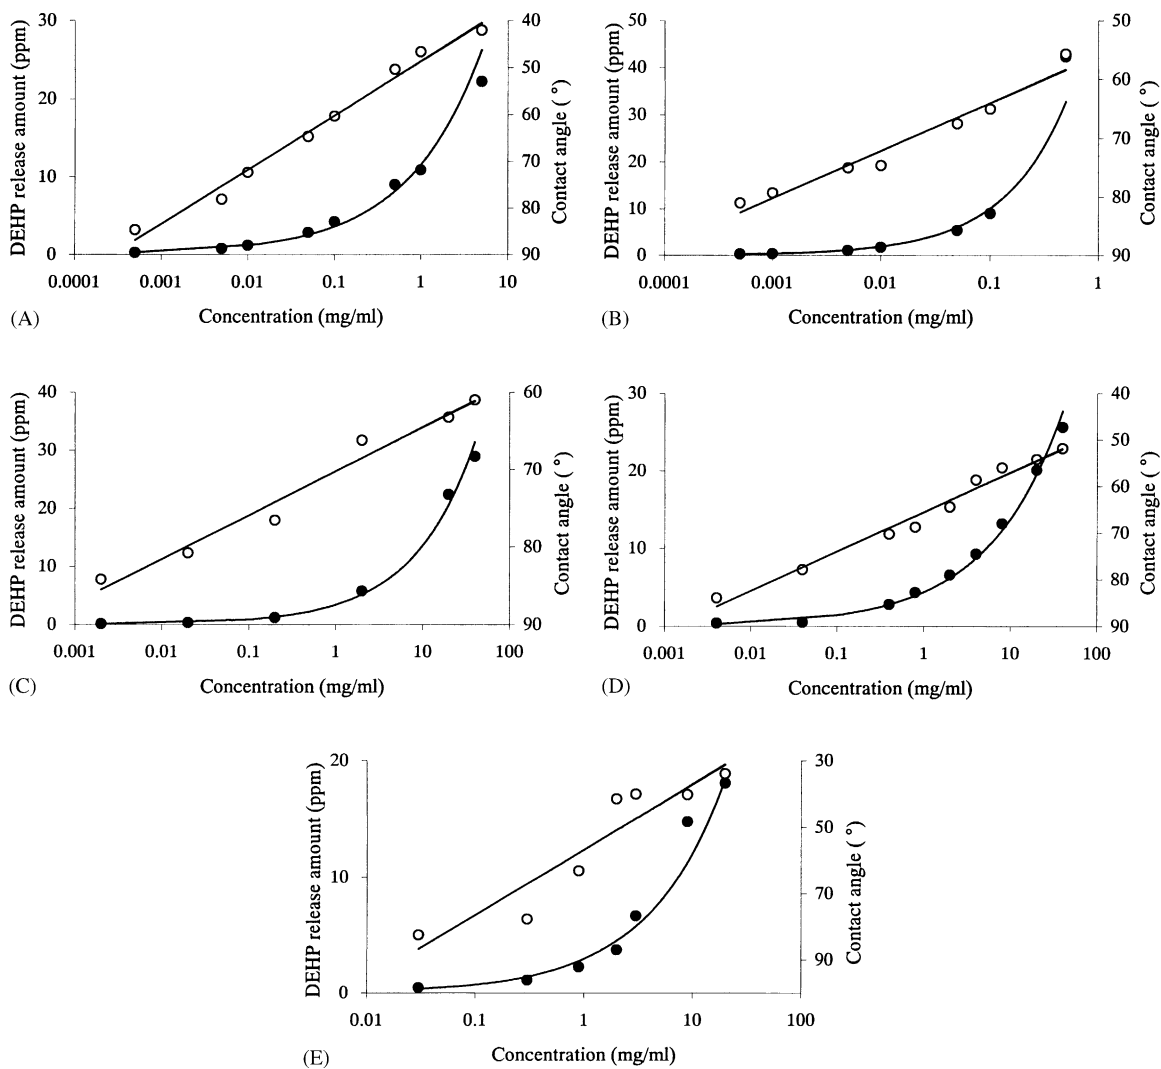 30 40
20 50
60
10 70
80
0 90
0.0001 0.001 0.01 0.1 1 10
DEHP release amount (ppm)
Contact angle ( °)
Concentration (mg/ml)
(A)
50 50
40 60
30 70
20 80
10
0 90
0.0001 0.001 0.01 0.1 1
DEHP release amount (ppm)
Contact angle ( °)
Concentration (mg/ml)
(B)
40 60
30 70
20 80
10
0 90
0.001 0.01 0.1 1 10 100
DEHP release amount (ppm)
Contact angle ( °)
Concentration (mg/ml)
(C)
30 40
20 50
60
10 70
80
0 90
0.001 0.01 0.1 1 10 100
DEHP release amount (ppm)
Contact angle ( °)
Concentration (mg/ml)
(D)
20 30
50
10 70
90
0
0.01 0.1 1 10 100
DEHP release amount (ppm)
Contact angle ( °)
Concentration (mg/ml)
(E)